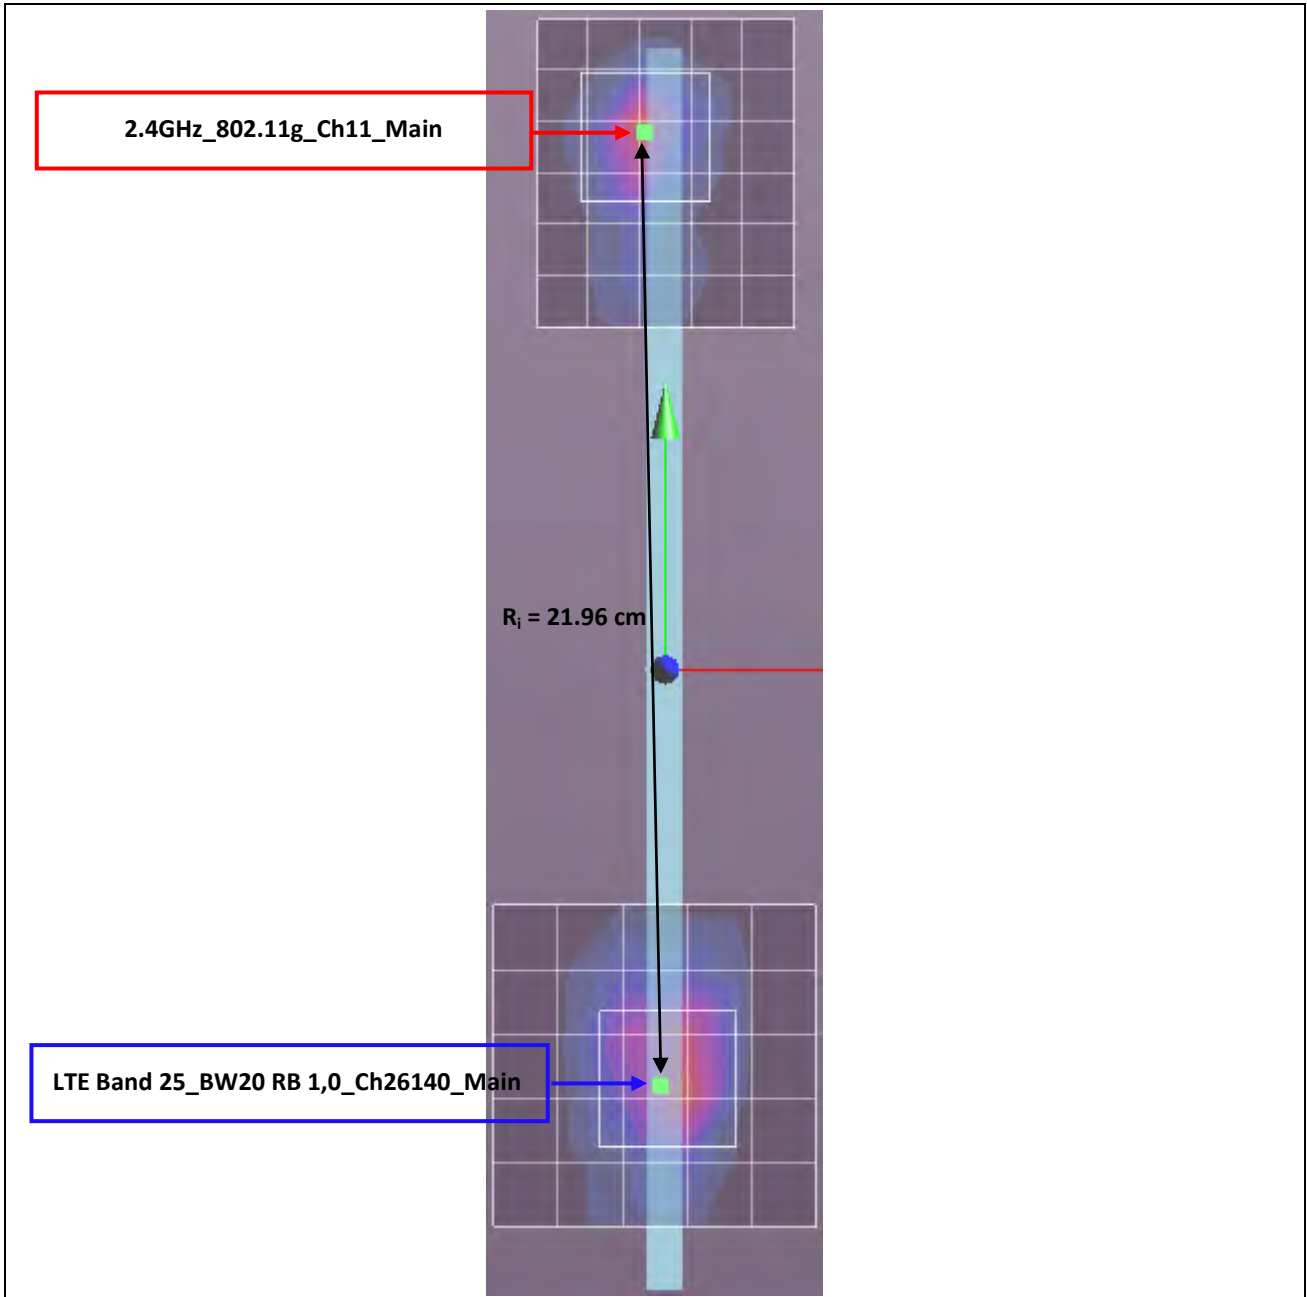 2.4GHz_802.11g_Ch11_Main
Rᵢ = 21.96 cm
LTE Band 25_BW20 RB 1,0_Ch26140_Main